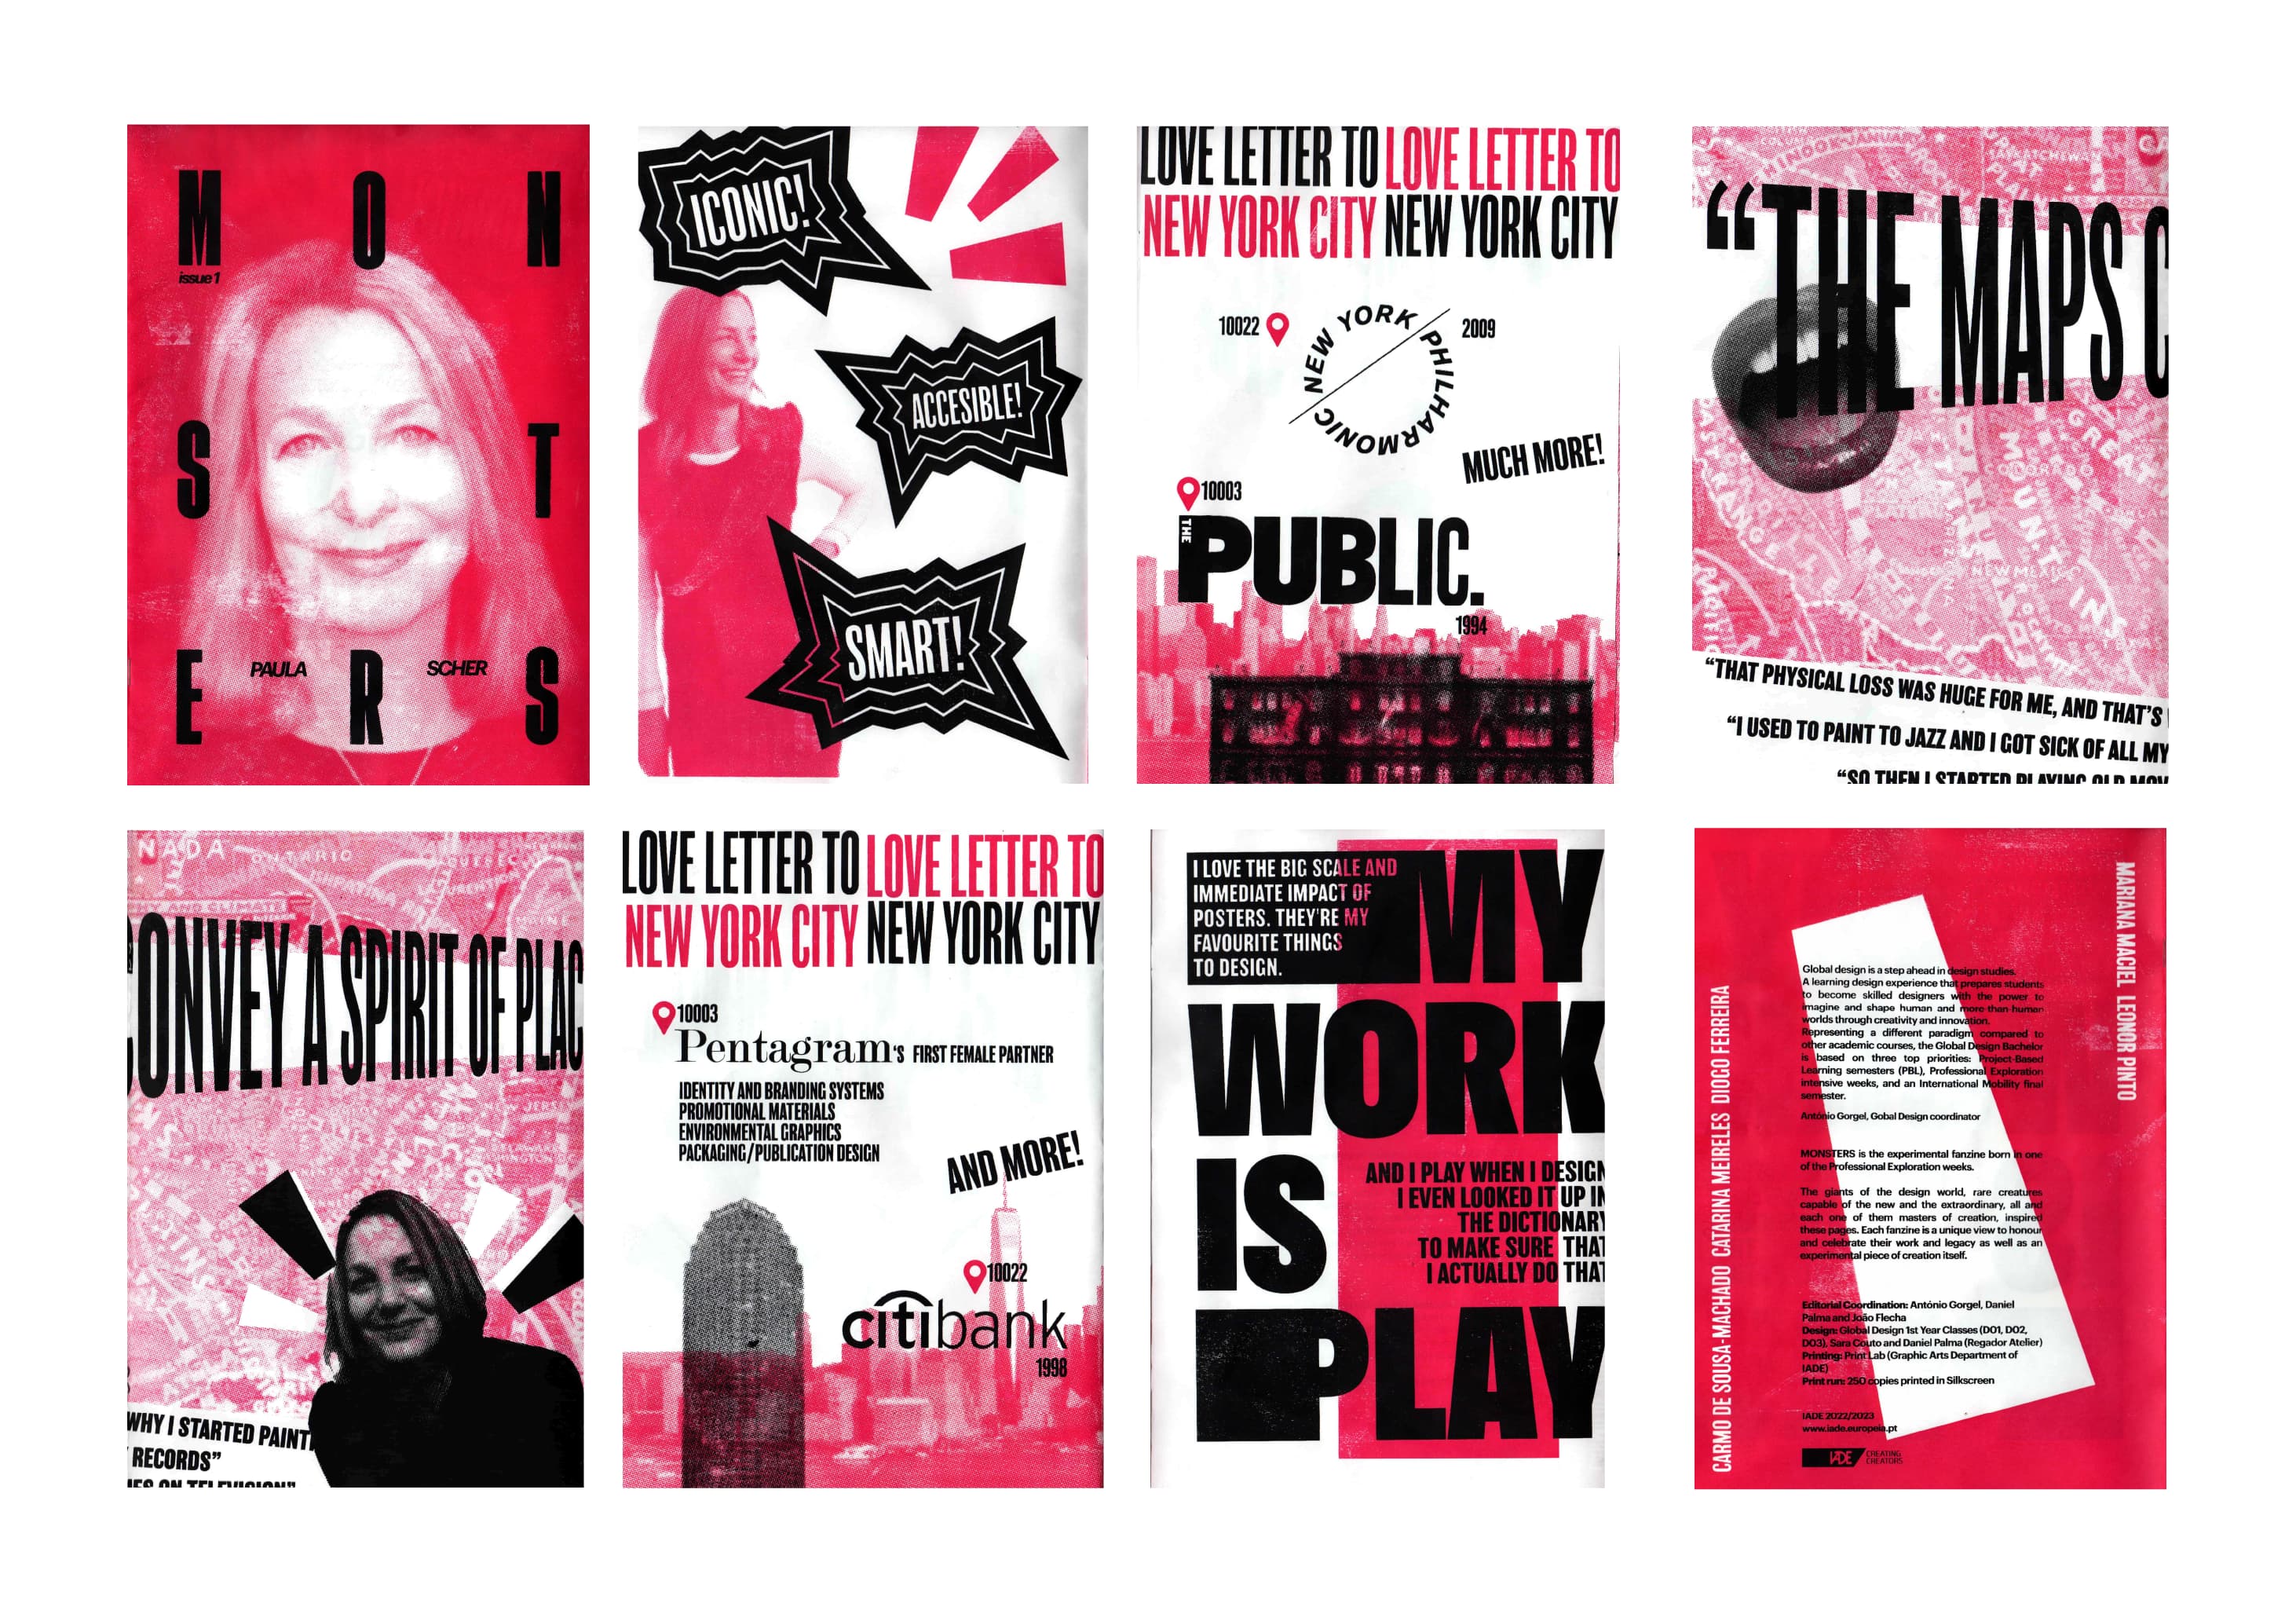 M O N
issue 1
S T
E PAULA R SCHER S
ICONIC!
ACCESIBLE!
SMART!
LOVE LETTER TO LOVE LETTER TO
NEW YORK CITY NEW YORK CITY
10022
NEW YORK PHILHARMONIC
2009
MUCH MORE!
10003
THE
PUBLIC.
1994
“THE MAPS C
“THAT PHYSICAL LOSS WAS HUGE FOR ME, AND THAT'S
“I USED TO PAINT TO JAZZ AND I GOT SICK OF ALL MY
“SO THEN I STARTED PLAYING OLD MOV
NADA ONTARIO
ONVEY A SPIRIT OF PLAC
WHY I STARTED PAINTI
RECORDS”
IES ON TELEVISION”
LOVE LETTER TO LOVE LETTER TO
NEW YORK CITY NEW YORK CITY
10003
Pentagram'S FIRST FEMALE PARTNER
IDENTITY AND BRANDING SYSTEMS
PROMOTIONAL MATERIALS
ENVIRONMENTAL GRAPHICS
PACKAGING/PUBLICATION DESIGN
AND MORE!
10022
citibank
1998
I LOVE THE BIG SCALE AND
IMMEDIATE IMPACT OF
POSTERS. THEY'RE MY
FAVOURITE THINGS
TO DESIGN.
MY
WORK
IS
AND I PLAY WHEN I DESIGN
I EVEN LOOKED IT UP IN
THE DICTIONARY
TO MAKE SURE THAT
I ACTUALLY DO THAT
PLAY
CARMO DE SOUSA-MACHADO CATARINA MEIRELES DIOGO FERREIRA
MARIANA MACIEL LEONOR PINTO
Global design is a step ahead in design studies.
A learning design experience that prepares students
to become skilled designers with the power to
imagine and shape human and more-than-human
worlds through creativity and innovation.
Representing a different paradigm compared to
other academic courses, the Global Design Bachelor
is based on three top priorities: Project-Based
Learning semesters (PBL), Professional Exploration
intensive weeks, and an International Mobility final
semester.
António Gorgel, Gobal Design coordinator
MONSTERS is the experimental fanzine born in one
of the Professional Exploration weeks.
The giants of the design world, rare creatures
capable of the new and the extraordinary, all and
each one of them masters of creation, inspired
these pages. Each fanzine is a unique view to honour
and celebrate their work and legacy as well as an
experimental piece of creation itself.
Editorial Coordination: António Gorgel, Daniel
Palma and João Flecha
Design: Global Design 1st Year Classes (D01, D02,
D03), Sara Couto and Daniel Palma (Regador Atelier)
Printing: Print Lab (Graphic Arts Department of
IADE)
Print run: 250 copies printed in Silkscreen
IADE 2022/2023
www.iade.europeia.pt
IADE CREATING
CREATORS